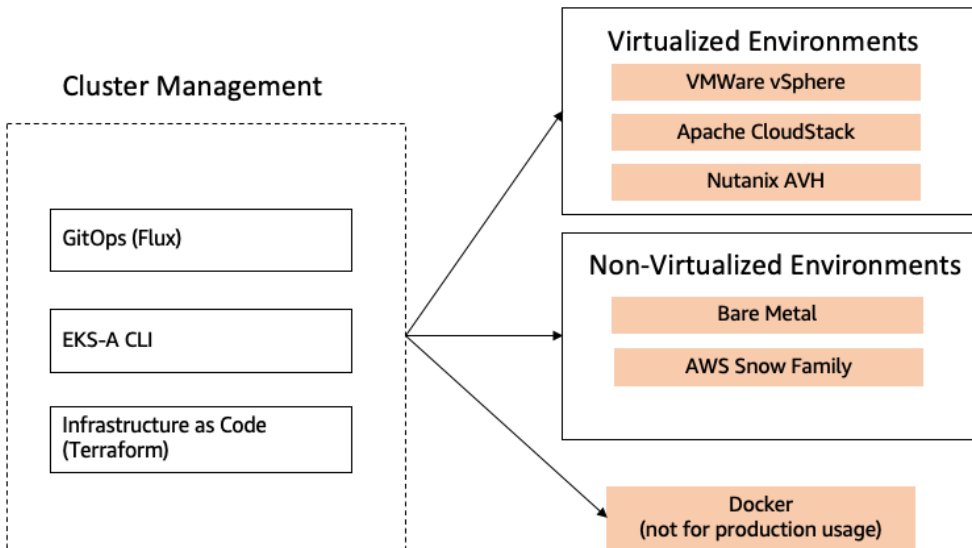 Cluster Management
GitOps (Flux)
EKS-A CLI
Infrastructure as Code
(Terraform)
Virtualized Environments
VMWare vSphere
Apache CloudStack
Nutanix AVH
Non-Virtualized Environments
Bare Metal
AWS Snow Family
Docker
(not for production usage)